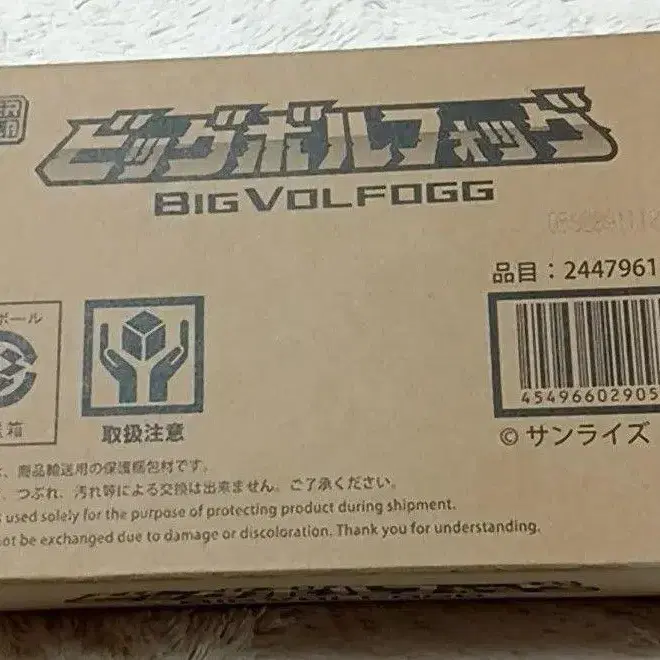 ビッグボルフォッグ
BIGVOLFOGG
品目：2447961
ボール
45496602905
取扱注意
©サンライズ
箱
、商品輸送用の保護梱包材です。
、つぶれ、汚れ等による交換は出来ません。ご了承ください。
used solely for the purpose of protecting product during shipment.
not be exchanged due to damage or discoloration. Thank you for understanding.